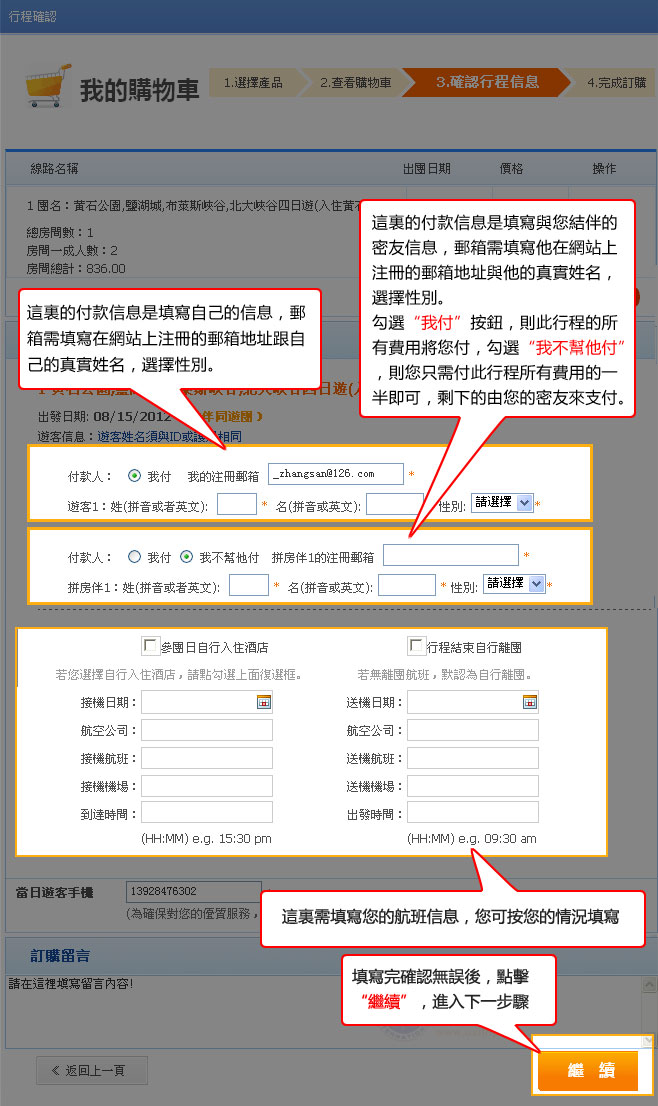 行程確認
我的購物車
1.選擇產品
2.查看購物車
3.確認行程信息
4.完成訂購
線路名稱
出團日期
價格
操作
1 團名：黃石公園,鹽湖城,布萊斯峽谷,北大峽谷四日遊(入住黃石
總房間數：1
房間一成人數：2
房間總計：836.00
這裏的付款信息是填寫與您結伴的
密友信息，郵箱需填寫他在網站上
注冊的郵箱地址與他的真實姓名，
選擇性別。
勾選“我付”按鈕，則此行程的所
有費用將您付，勾選“我不幫他付”
，則您只需付此行程所有費用的一
半即可，剩下的由您的密友來支付。
這裏的付款信息是填寫自己的信息，郵
箱需填寫在網站上注冊的郵箱地址跟自
己的真實姓名，選擇性別。
出發日期: 08/15/2012
伴同遊團
遊客信息：遊客姓名須與ID或護照相同
付款人： 我付 我的注冊郵箱 _zhangsan@126.com *
遊客1：姓(拼音或者英文): * 名(拼音或英文): 性別: 請選擇 *
付款人： 我付 我不幫他付 拼房伴1的注冊郵箱 *
拼房伴1：姓(拼音或者英文): * 名(拼音或英文): * 性別: 請選擇 *
參團日自行入住酒店
若您選擇自行入住酒店，請點勾選上面復選框。
接機日期：
航空公司：
接機航班：
接機機場：
到達時間：
(HH:MM) e.g. 15:30 pm
行程結束自行離團
若無離團航班，默認為自行離團。
送機日期：
航空公司：
送機航班：
送機機場：
出發時間：
(HH:MM) e.g. 09:30 am
當日遊客手機 13928476302
(為確保對您的優質服務，
這裏需填寫您的航班信息，您可按您的情況填寫
訂購留言
請在這裡填寫留言內容!
填寫完確認無誤後，點擊
“繼續”，進入下一步驟
《 返回上一頁
繼 續